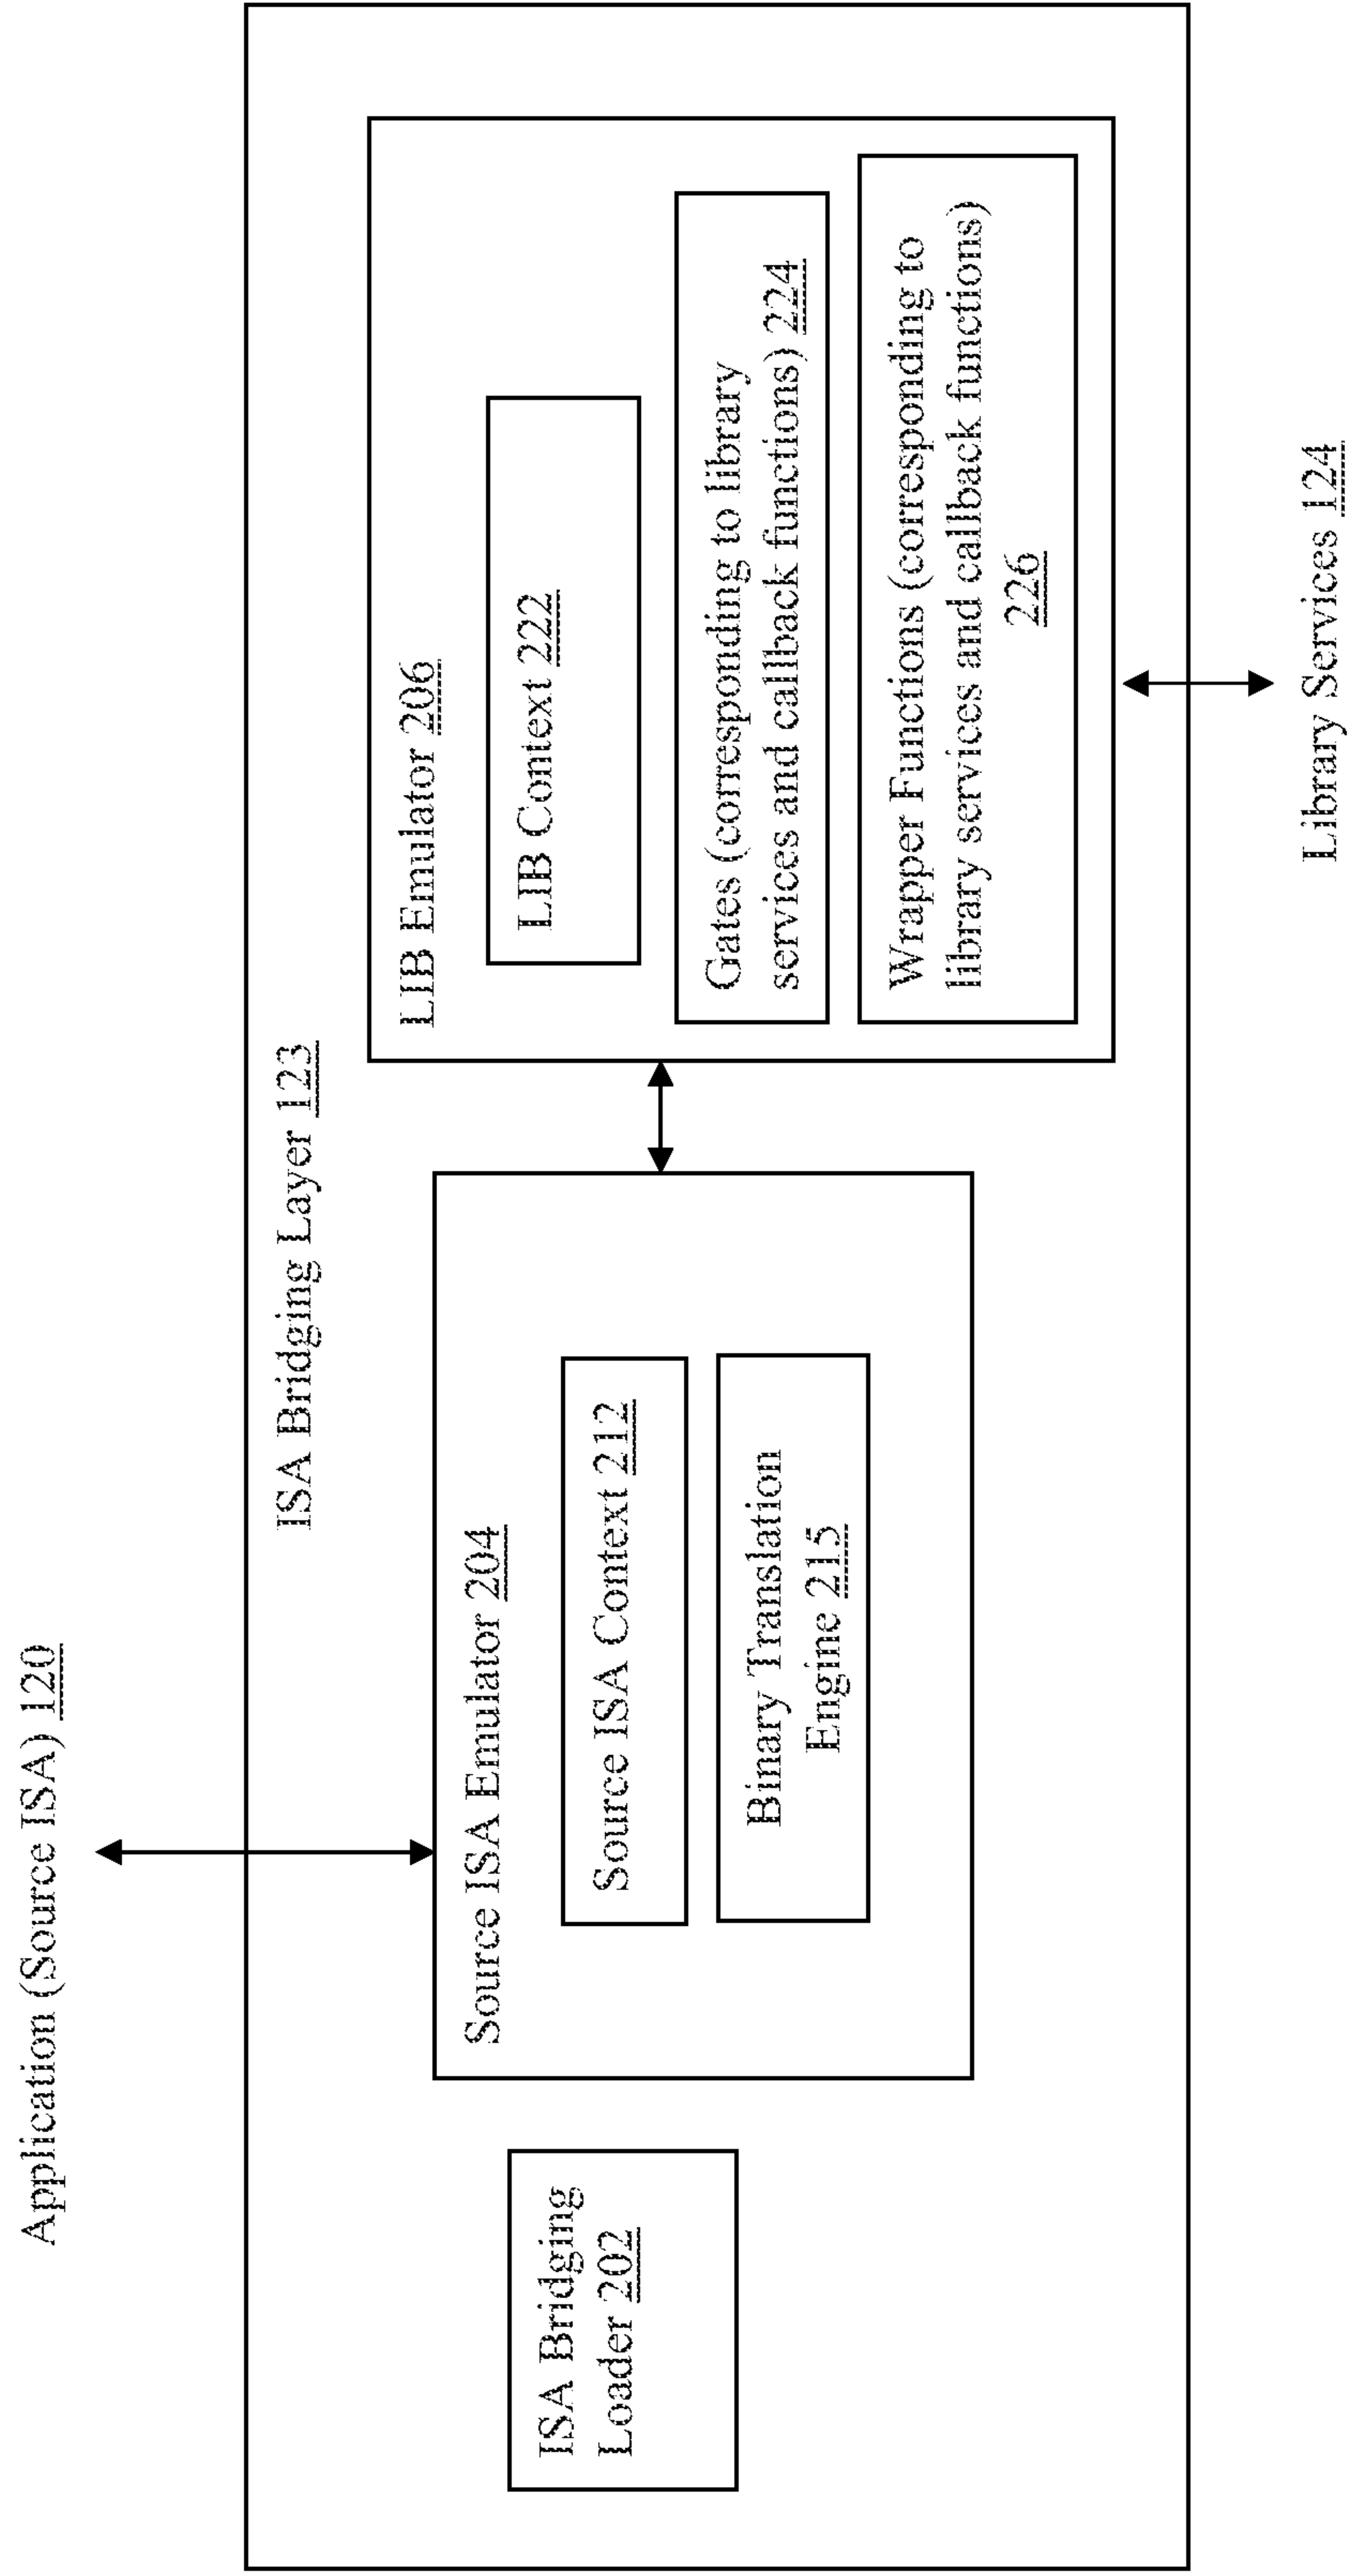 Application (Source ISA) 120
ISA Bridging Layer 123
ISA Bridging
Loader 202
Source ISA Emulator 204
Source ISA Context 212
Binary Translation
Engine 215
LIB Emulator 206
LIB Context 222
Gates (corresponding to library
services and callback functions) 224
Wrapper Functions (corresponding to
library services and callback functions)
226
Library Services 124